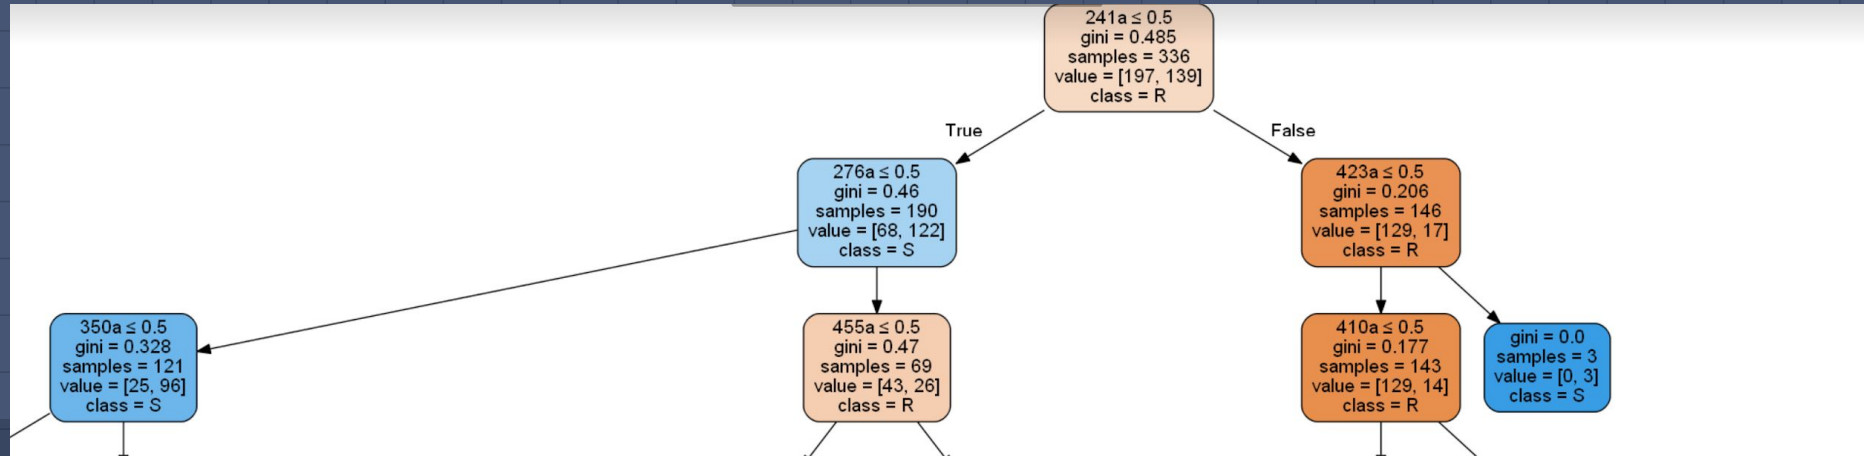 241a ≤ 0.5
gini = 0.485
samples = 336
value = [197, 139]
class = R
True
False
276a ≤ 0.5
gini = 0.46
samples = 190
value = [68, 122]
class = S
423a ≤ 0.5
gini = 0.206
samples = 146
value = [129, 17]
class = R
350a ≤ 0.5
gini = 0.328
samples = 121
value = [25, 96]
class = S
455a ≤ 0.5
gini = 0.47
samples = 69
value = [43, 26]
class = R
410a ≤ 0.5
gini = 0.177
samples = 143
value = [129, 14]
class = R
gini = 0.0
samples = 3
value = [0, 3]
class = S